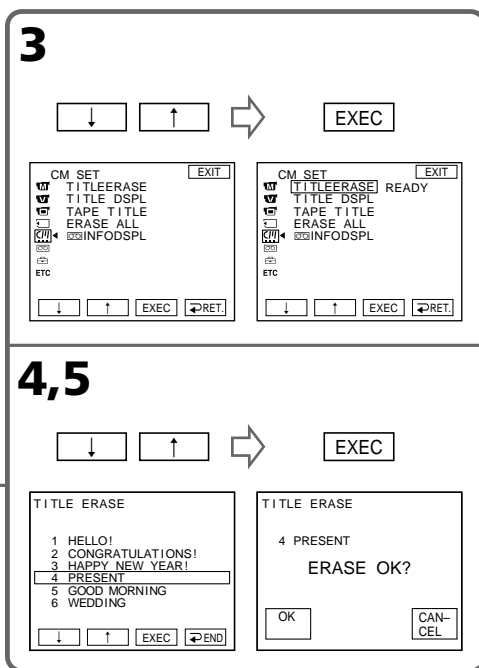 3
↓ ↑ EXEC
CM SET EXIT
TITLEERASE
TITLE DSPL
TAPE TITLE
ERASE ALL
INFODSPL
ETC
↓ ↑ EXEC RET.
CM SET EXIT
TITLEERASE READY
TITLE DSPL
TAPE TITLE
ERASE ALL
INFODSPL
ETC
↓ ↑ EXEC RET.
4,5
↓ ↑ EXEC
TITLE ERASE
1 HELLO!
2 CONGRATULATIONS!
3 HAPPY NEW YEAR!
4 PRESENT
5 GOOD MORNING
6 WEDDING
↓ ↑ EXEC END
TITLE ERASE
4 PRESENT
ERASE OK?
OK
CAN–
CEL